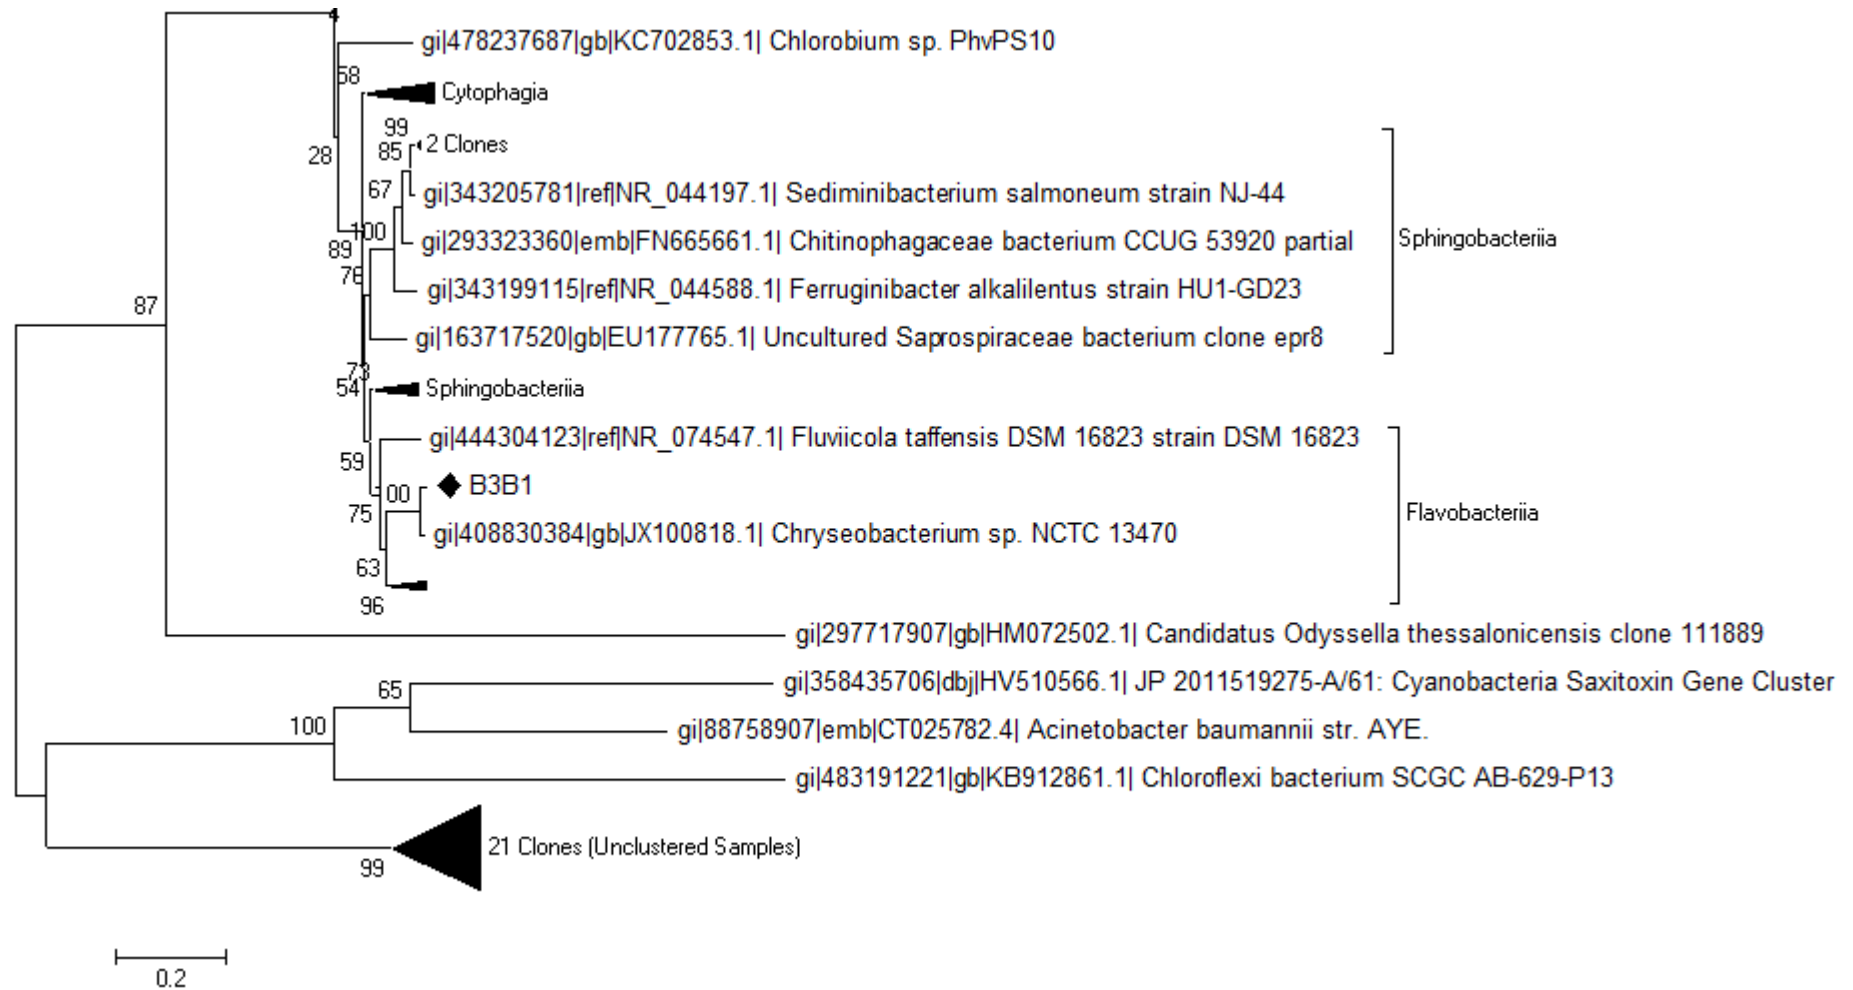 4
gi|478237687|gb|KC702853.1| Chlorobium sp. PhvPS10
58
Cytophagia
99
85
2 Clones
28
67
gi|343205781|ref|NR_044197.1| Sediminibacterium salmoneum strain NJ-44
100
gi|293323360|emb|FN665661.1| Chitinophagaceae bacterium CCUG 53920 partial
Sphingobacteriia
89
76
gi|343199115|ref|NR_044588.1| Ferruginibacter alkalilentus strain HU1-GD23
87
gi|163717520|gb|EU177765.1| Uncultured Saprospiraceae bacterium clone epr8
73
54
Sphingobacteriia
gi|444304123|ref|NR_074547.1| Fluviicola taffensis DSM 16823 strain DSM 16823
59
B3B1
00
75
Flavobacteriia
gi|408830384|gb|JX100818.1| Chryseobacterium sp. NCTC 13470
63
96
gi|297717907|gb|HM072502.1| Candidatus Odyssella thessalonicensis clone 111889
65
gi|358435706|dbj|HV510566.1| JP 2011519275-A/61: Cyanobacteria Saxitoxin Gene Cluster
100
gi|88758907|emb|CT025782.4| Acinetobacter baumannii str. AYE.
gi|483191221|gb|KB912861.1| Chloroflexi bacterium SCGC AB-629-P13
21 Clones (Unclustered Samples)
99
0.2